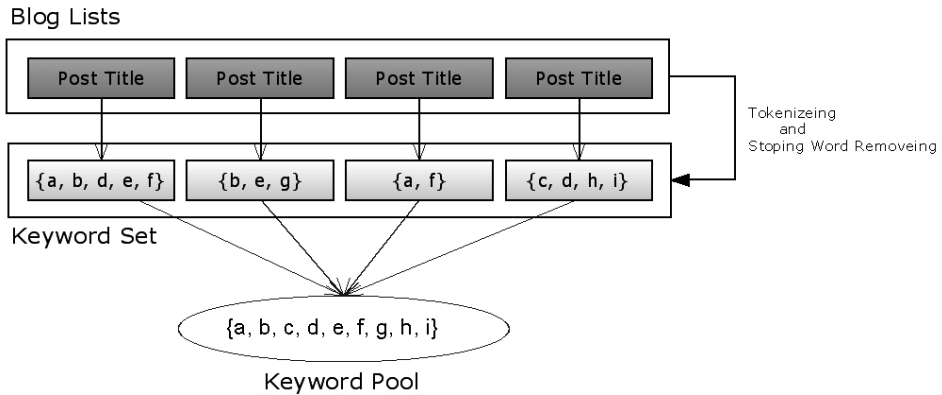 Blog Lists
Post Title Post Title Post Title Post Title
Tokenizeing
and
Stoping Word Removeing
{a, b, d, e, f} {b, e, g} {a, f} {c, d, h, i}
Keyword Set
{a, b, c, d, e, f, g, h, i}
Keyword Pool